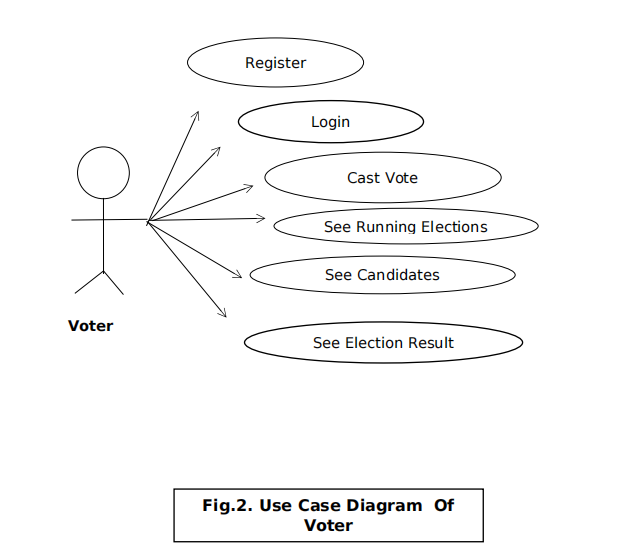 Register
Login
Cast Vote
See Running Elections
See Candidates
Voter
See Election Result
Fig.2. Use Case Diagram  Of
Voter